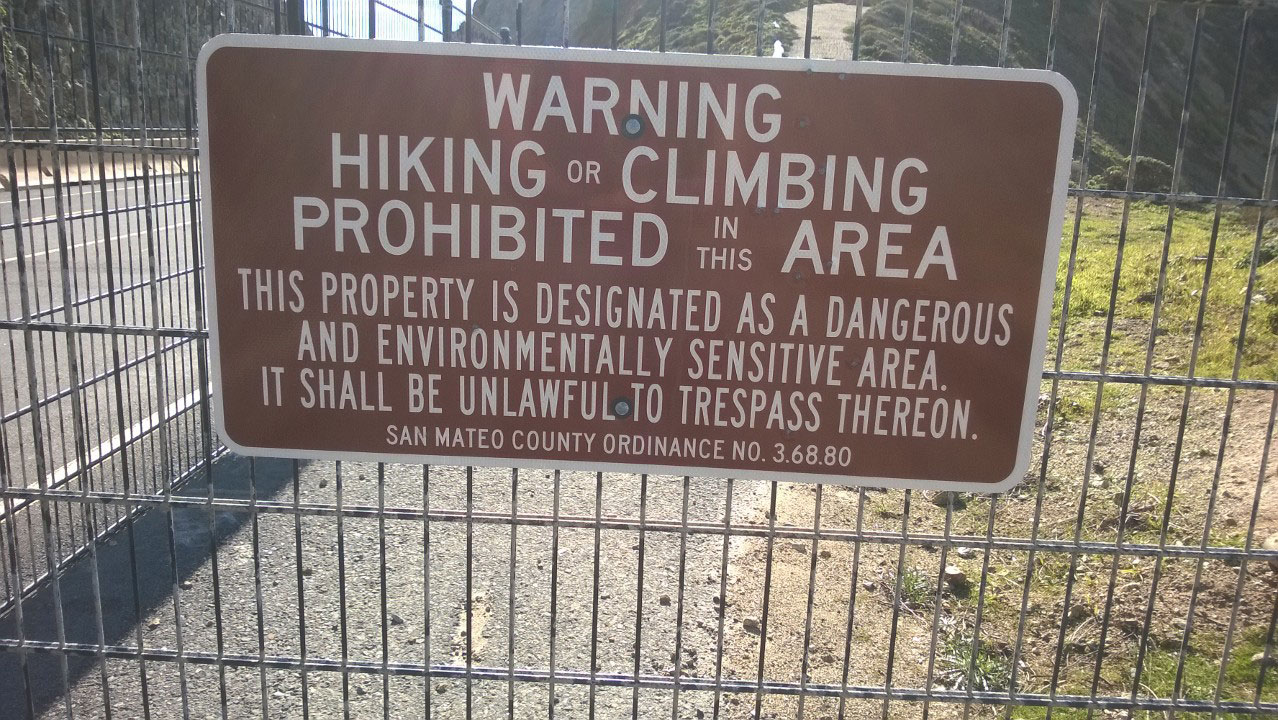 WARNING
HIKING OR CLIMBING
PROHIBITED IN THIS AREA
THIS PROPERTY IS DESIGNATED AS A DANGEROUS
AND ENVIRONMENTALLY SENSITIVE AREA.
IT SHALL BE UNLAWFUL TO TRESPASS THEREON.
SAN MATEO COUNTY ORDINANCE NO. 3.68.80